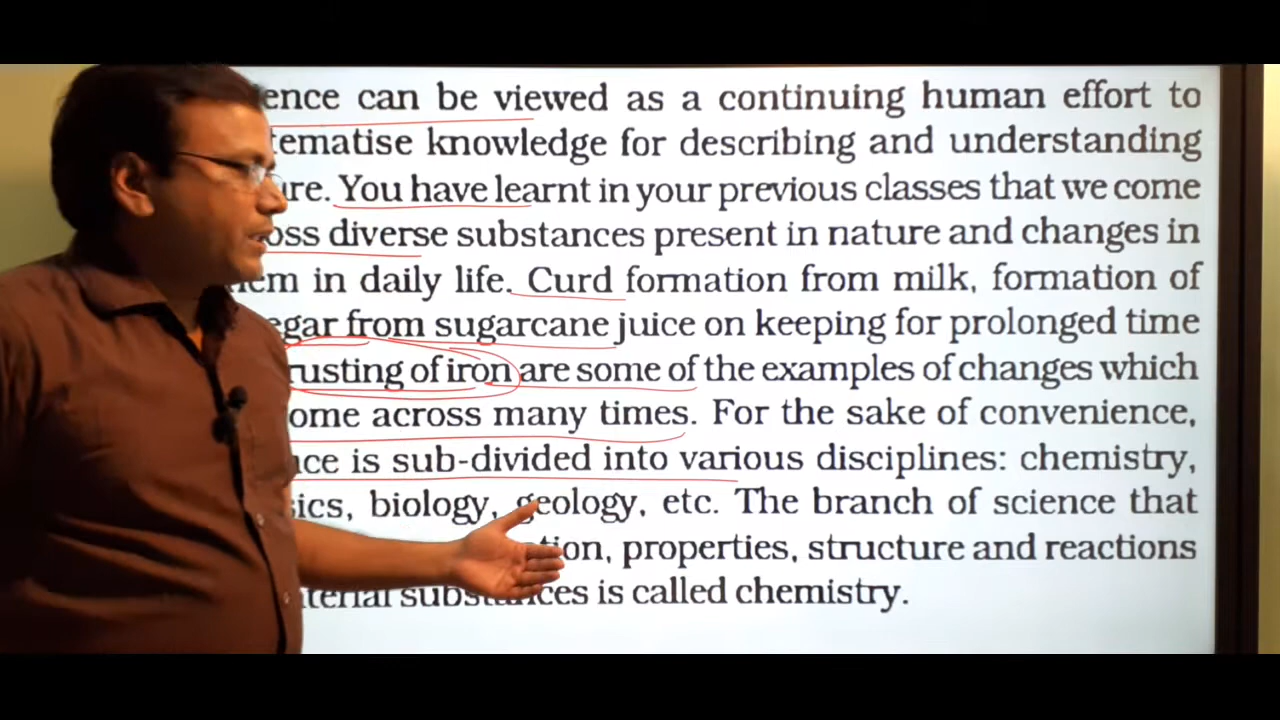 ence can be viewed as a continuing human effort to
tematise knowledge for describing and understanding
ure. You have learnt in your previous classes that we come
oss diverse substances present in nature and changes in
em in daily life. Curd formation from milk, formation of
egar from sugarcane juice on keeping for prolonged time
rusting of iron are some of the examples of changes which
ome across many times. For the sake of convenience,
nce is sub-divided into various disciplines: chemistry,
sics, biology, geology, etc. The branch of science that
tion, properties, structure and reactions
terial substances is called chemistry.